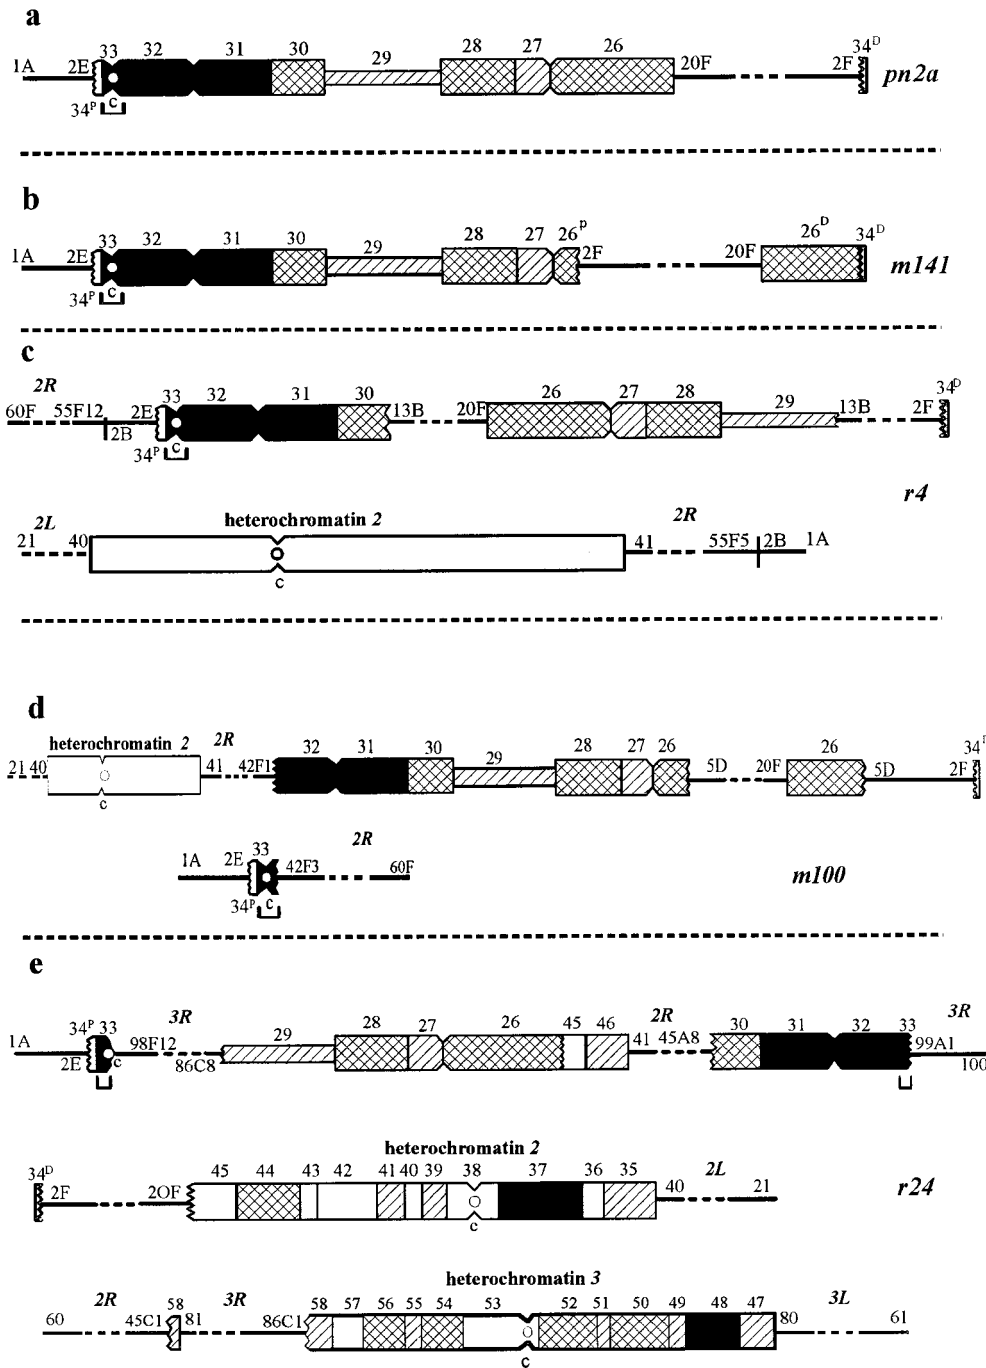 a
33 32 31 30 29 28 27 26 34D
1A 2E 20F 2F pn2a
34P c
b
33 32 31 30 29 28 27 26P 26D 34D
1A 2E 2F 20F m141
34P c
c
2R 33 32 31 30 26 27 28 29 34D
60F 55F12 2B 2E 13B 20F 13B 2F
34P c
r4
2L heterochromatin 2 2R
21 40 41 55F5 2B 1A
c
d
heterochromatin 2 2R 32 31 30 29 28 27 26 26
21 40 41 42F1 5D 20F 5D 2F
c
33 2R
1A 2E 42F3 60F m100
34P c
e
34P 33 3R 29 28 27 26 45 46 2R 30 31 32 33 3R
1A 2E c 98F12 86C8 41 45A8 99A1 100
heterochromatin 2
34D 45 44 43 42 41 40 39 38 37 36 35 2L
2F 2OF 40 21 r24
c
heterochromatin 3
2R 58 3R 58 57 56 55 54 53 52 51 50 49 48 47 3L
60 45C1 81 86C1 80 61
c